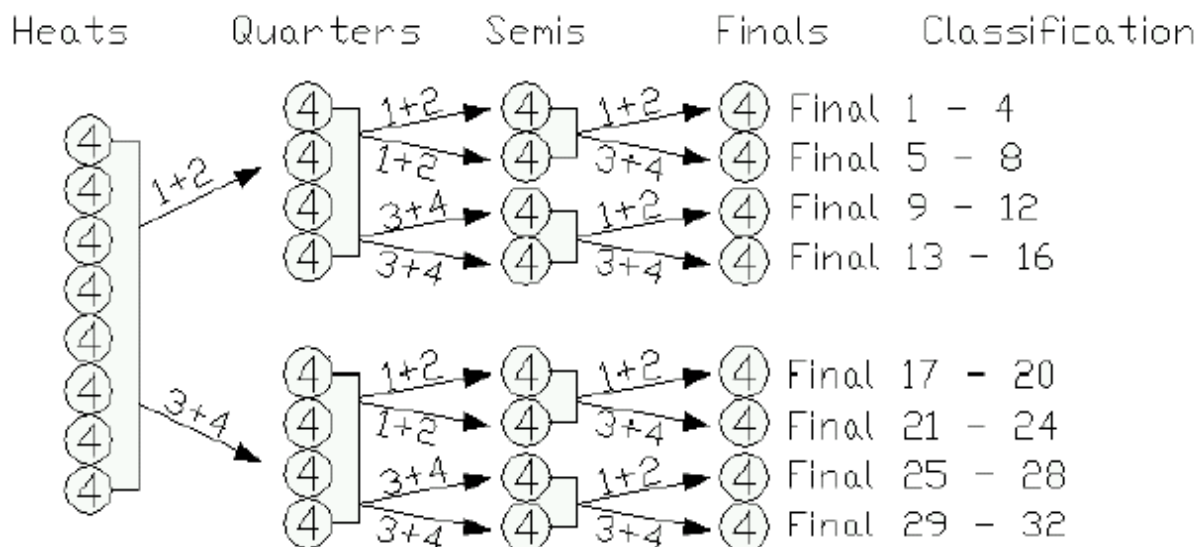 Heats Quarters Semis Finals Classification
4 4 1+2 4 1+2 4 Final 1 - 4
4 1+2 4 1+2 4 3+4 4 Final 5 - 8
4 4 3+4 4 1+2 4 Final 9 - 12
4 4 3+4 4 3+4 4 Final 13 - 16
4
4 4 1+2 4 1+2 4 Final 17 - 20
4 3+4 4 1+2 4 3+4 4 Final 21 - 24
4 4 3+4 4 1+2 4 Final 25 - 28
4 3+4 4 3+4 4 Final 29 - 32